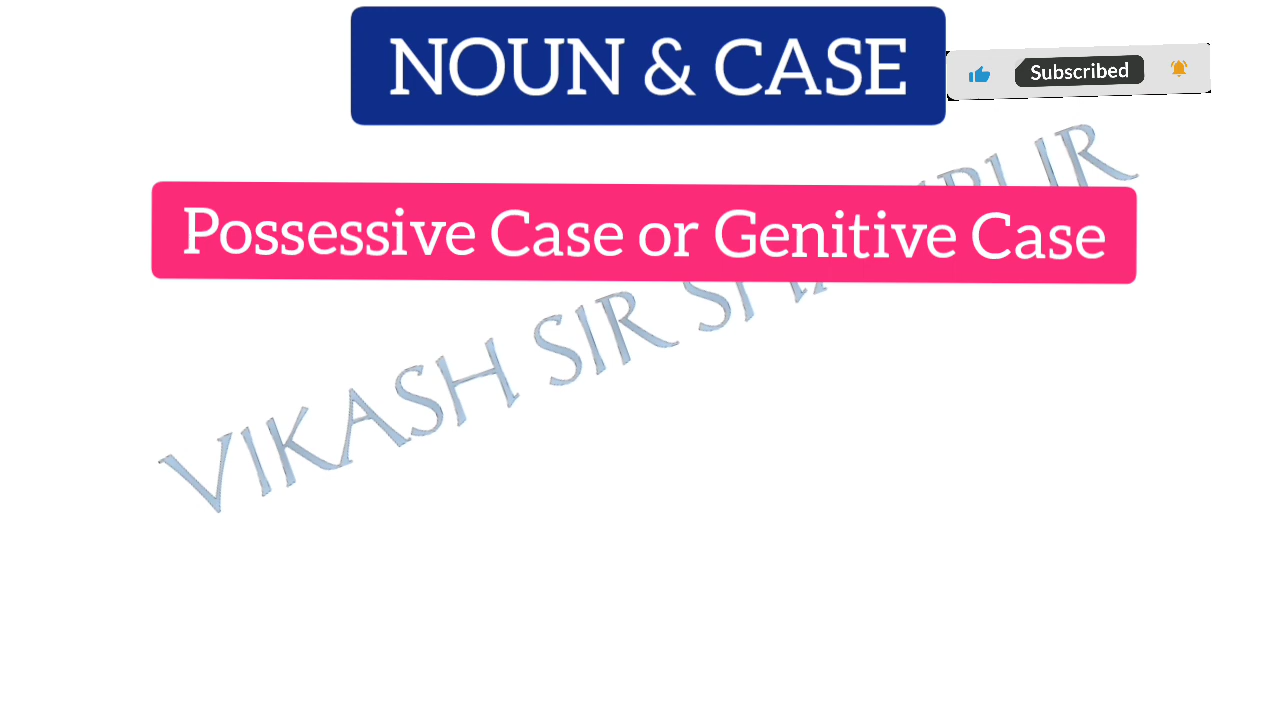 NOUN & CASE
Subscribed
Possessive Case or Genitive Case
VIKASH SIR